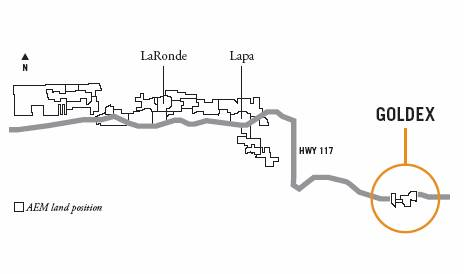 LaRonde
Lapa
N
GOLDEX
HWY 117
AEM land position